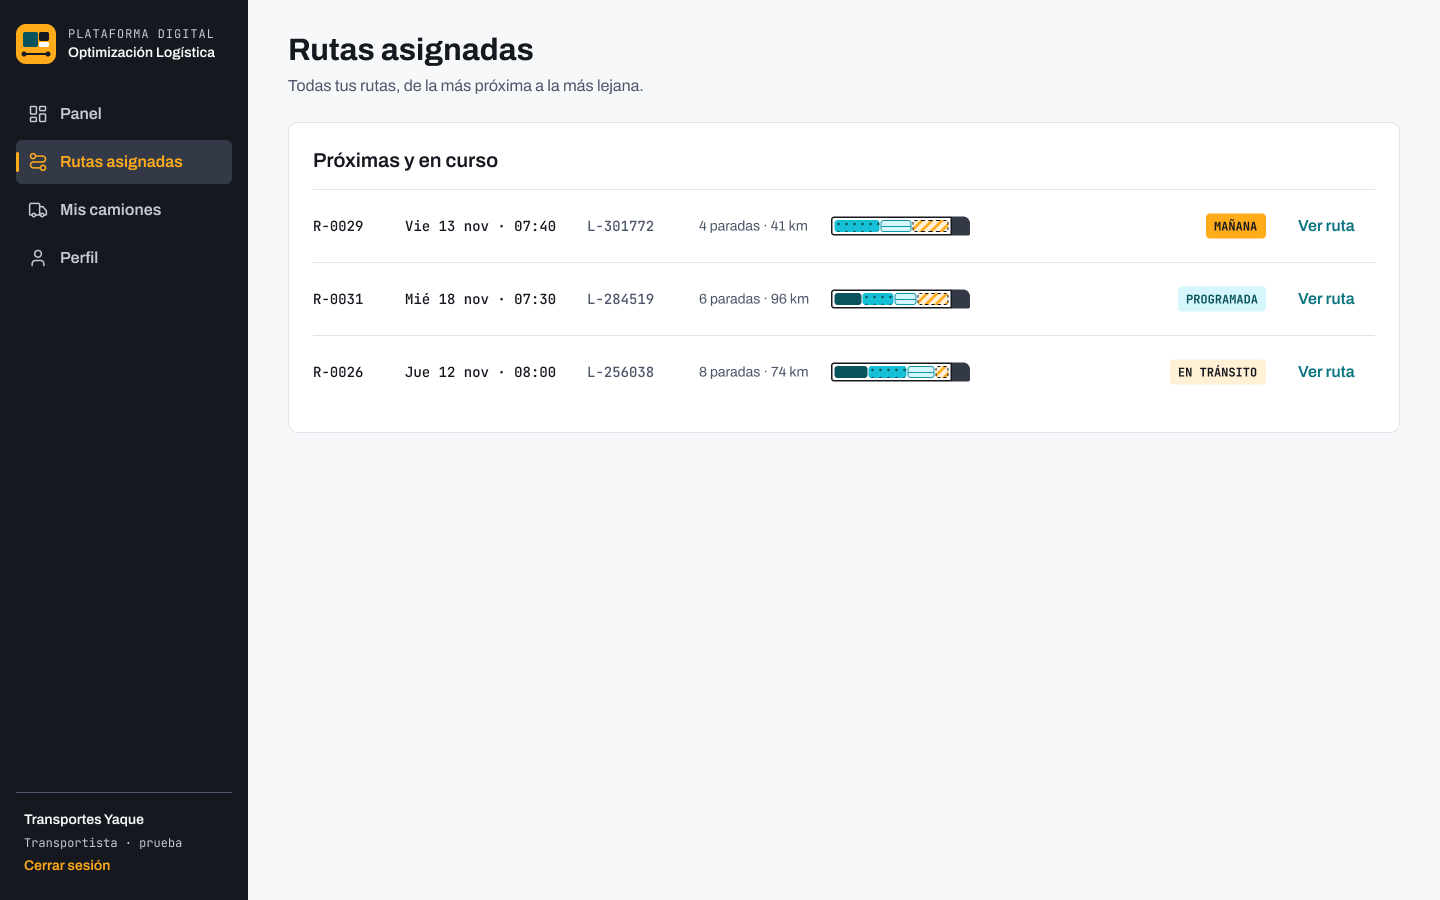 PLATAFORMA DIGITAL
Optimización Logística
Panel
Rutas asignadas
Mis camiones
Perfil
Transportes Yaque
Transportista · prueba
Cerrar sesión
Rutas asignadas
Todas tus rutas, de la más próxima a la más lejana.
Próximas y en curso
R-0029 Vie 13 nov · 07:40 L-301772 4 paradas · 41 km MAÑANA Ver ruta
R-0031 Mié 18 nov · 07:30 L-284519 6 paradas · 96 km PROGRAMADA Ver ruta
R-0026 Jue 12 nov · 08:00 L-256038 8 paradas · 74 km EN TRÁNSITO Ver ruta